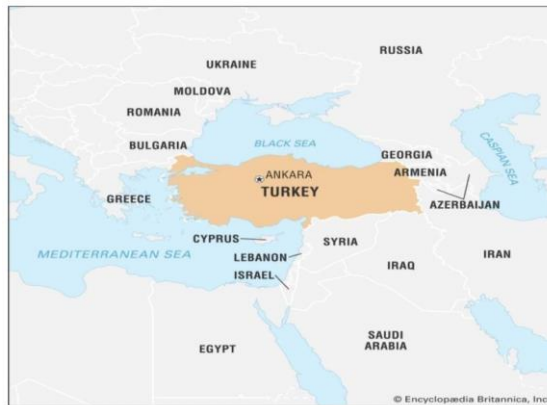 RUSSIA
UKRAINE
MOLDOVA
ROMANIA
BLACK SEA
CASPIAN SEA
BULGARIA
GEORGIA
ANKARA
ARMENIA
TURKEY
GREECE
AZERBAIJAN
CYPRUS
SYRIA
MEDITERRANEAN SEA
LEBANON
IRAN
IRAQ
ISRAEL
SAUDI
ARABIA
EGYPT
© Encyclopædia Britannica, Inc